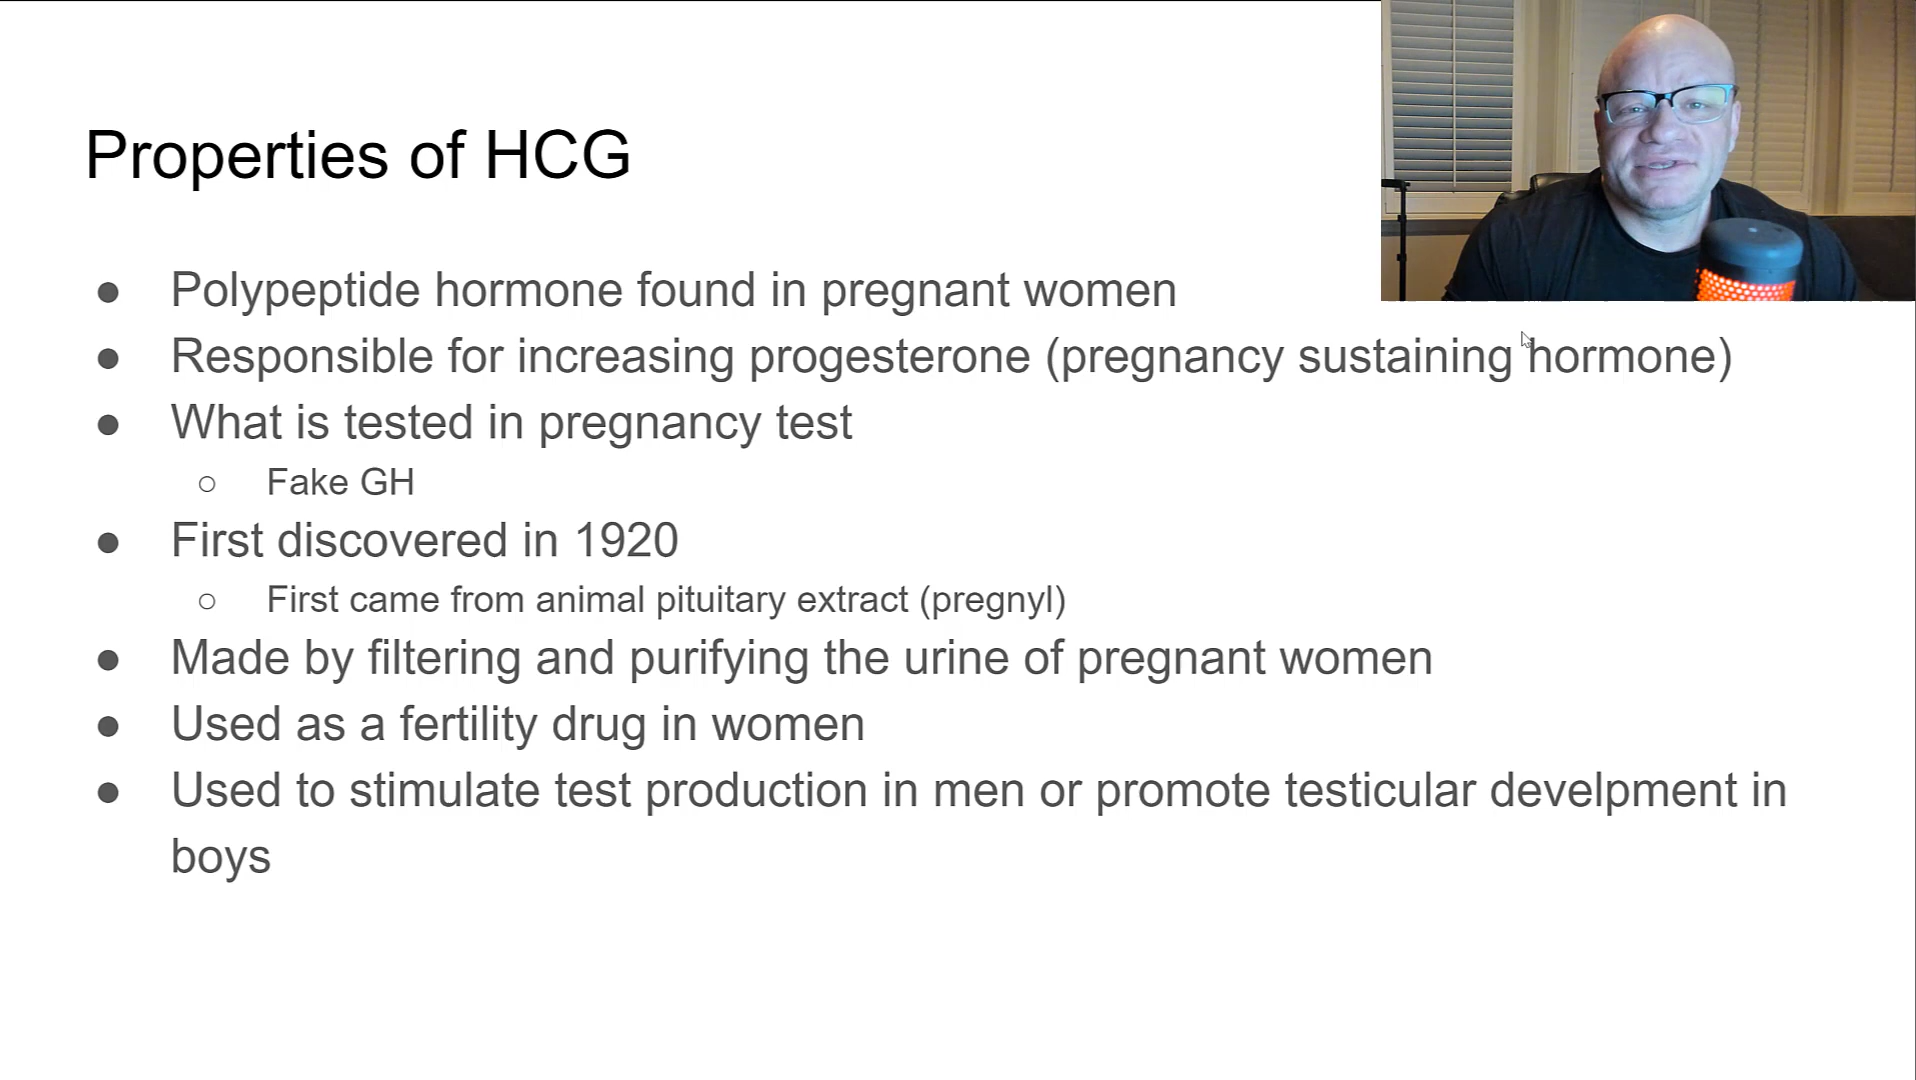 Properties of HCG
● Polypeptide hormone found in pregnant women
● Responsible for increasing progesterone (pregnancy sustaining hormone)
● What is tested in pregnancy test
○ Fake GH
● First discovered in 1920
○ First came from animal pituitary extract (pregnyl)
● Made by filtering and purifying the urine of pregnant women
● Used as a fertility drug in women
● Used to stimulate test production in men or promote testicular develpment in
boys